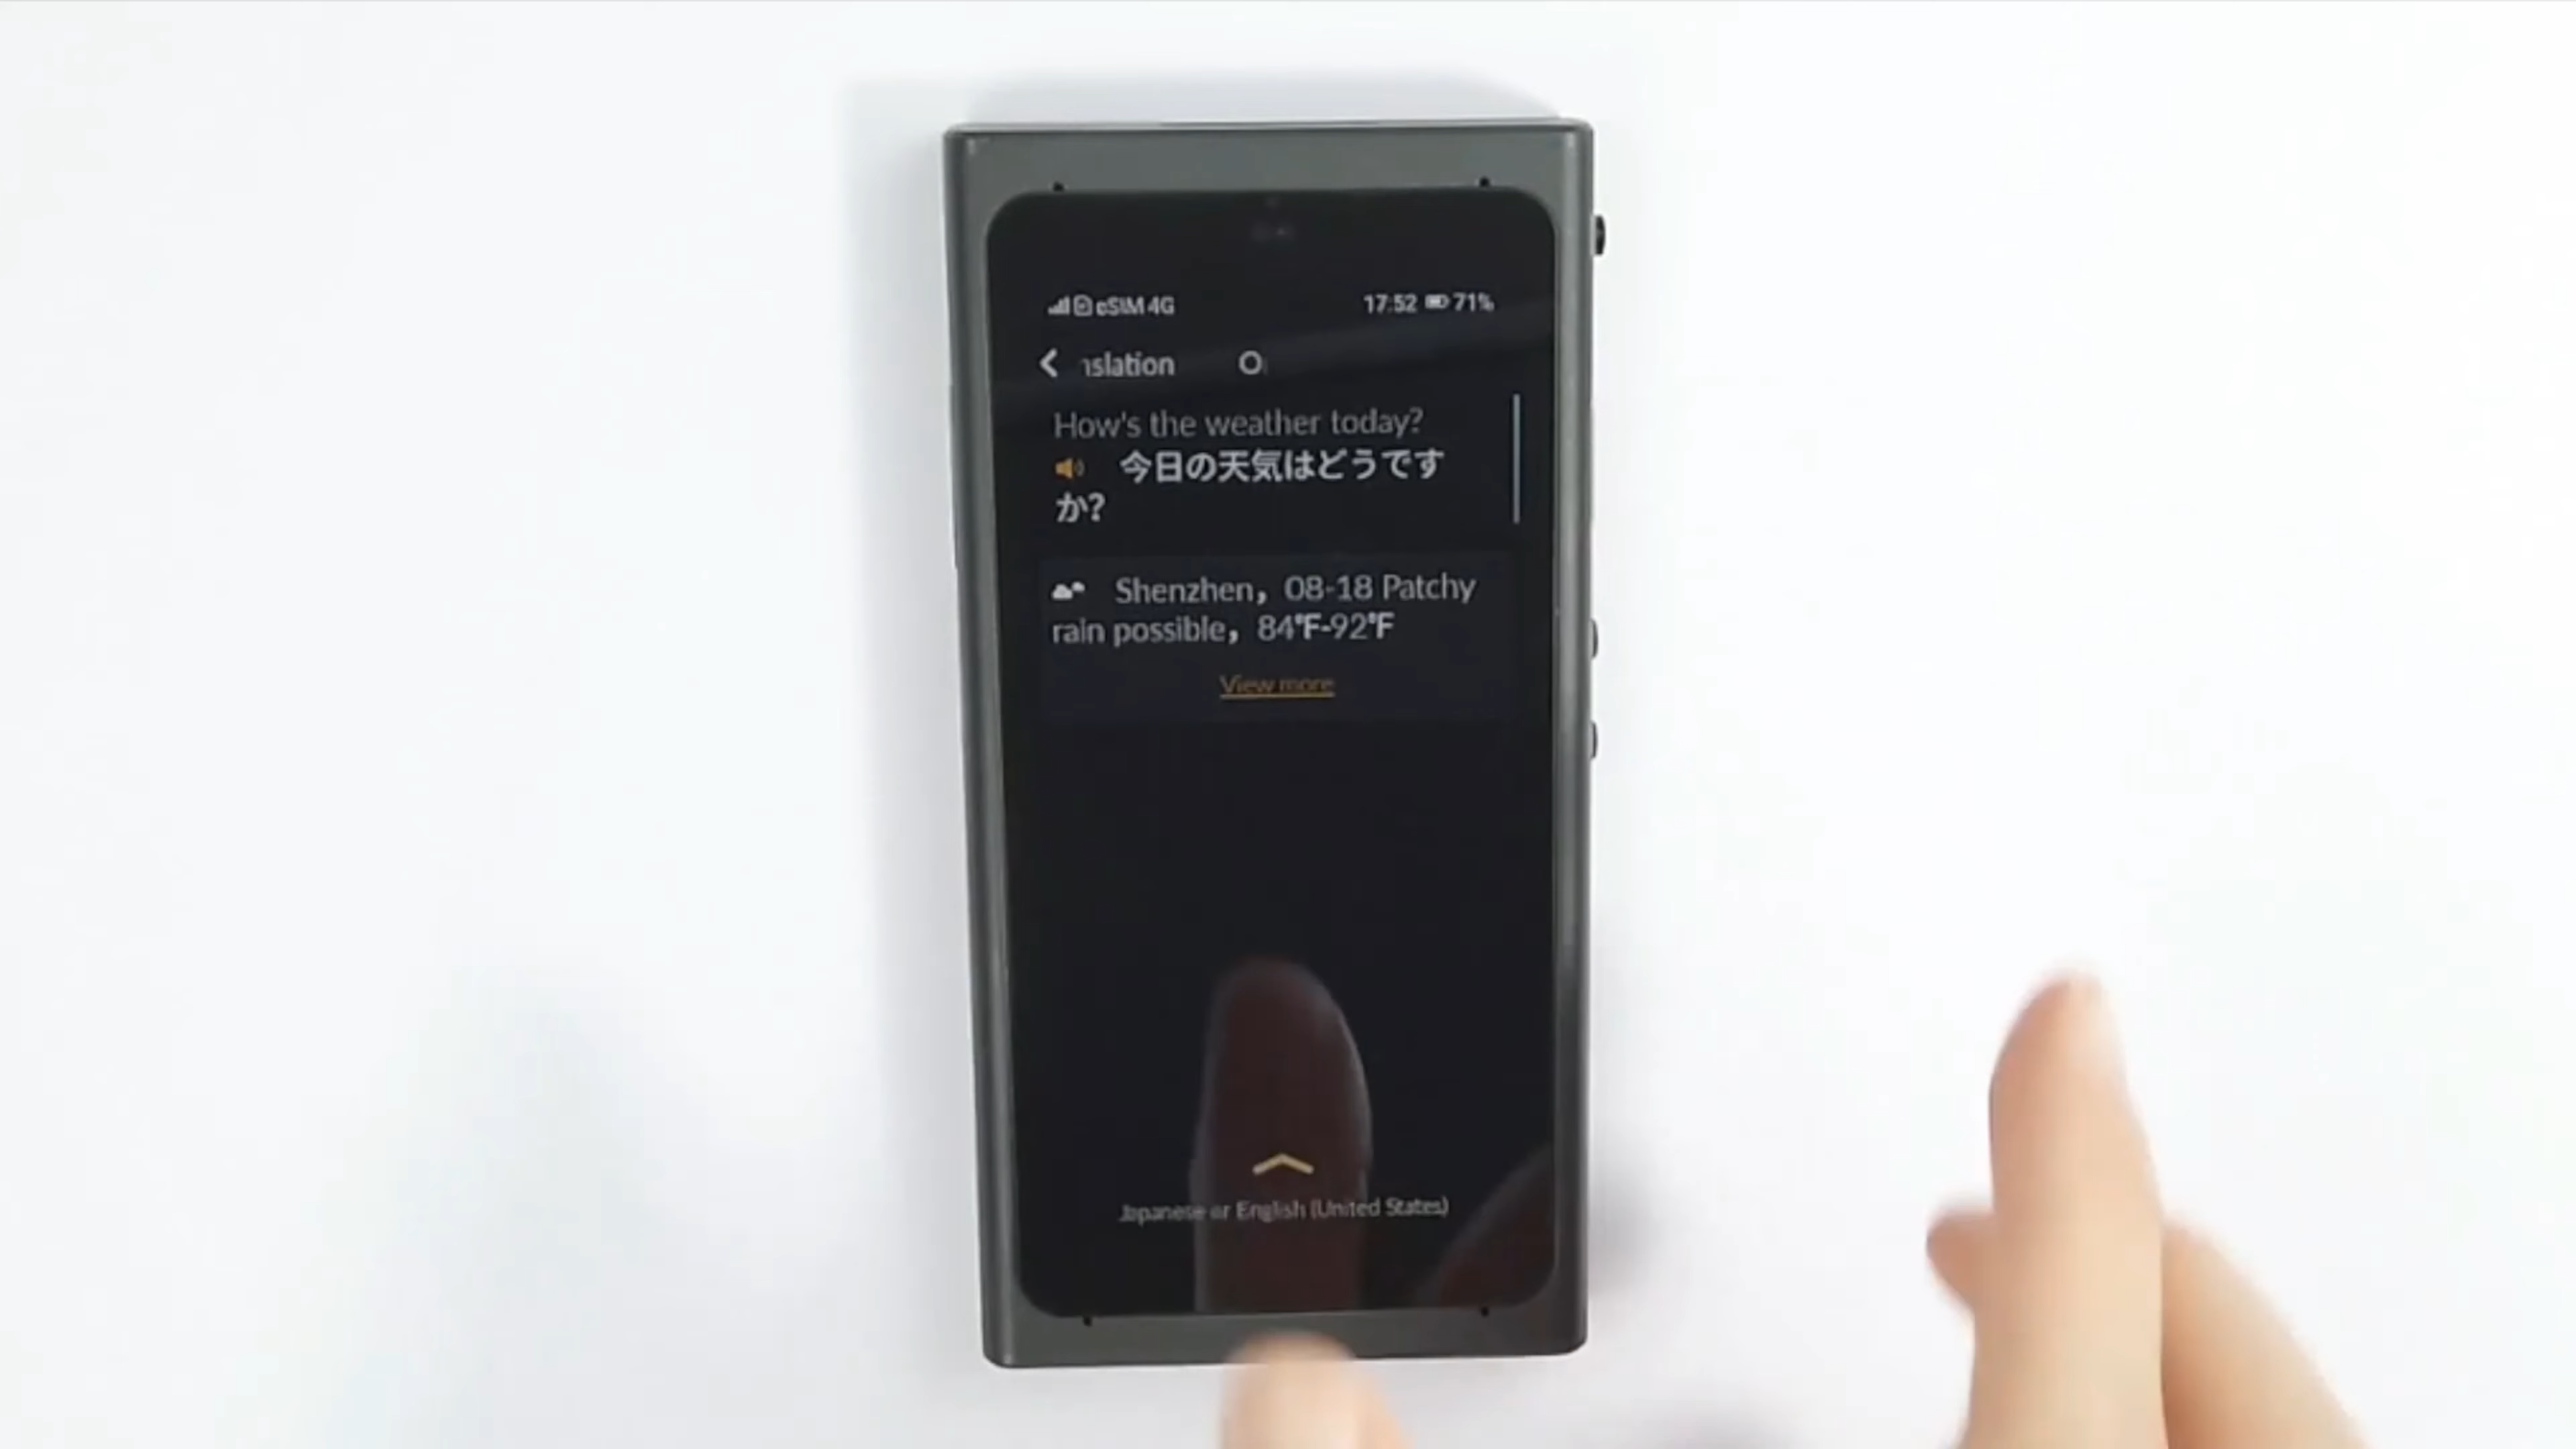 eSIM 4G 17:52 71%
nslation
How's the weather today?
今日の天気はどうです
か?
Shenzhen，08-18 Patchy
rain possible，84°F-92°F
View more
Japanese or English (United States)